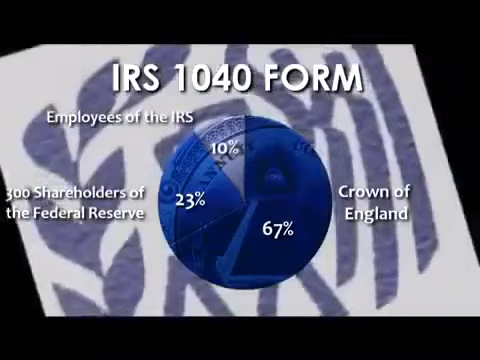 IRS 1040 FORM
Employees of the IRS
10%
300 Shareholders of
the Federal Reserve
23%
Crown of
England
67%